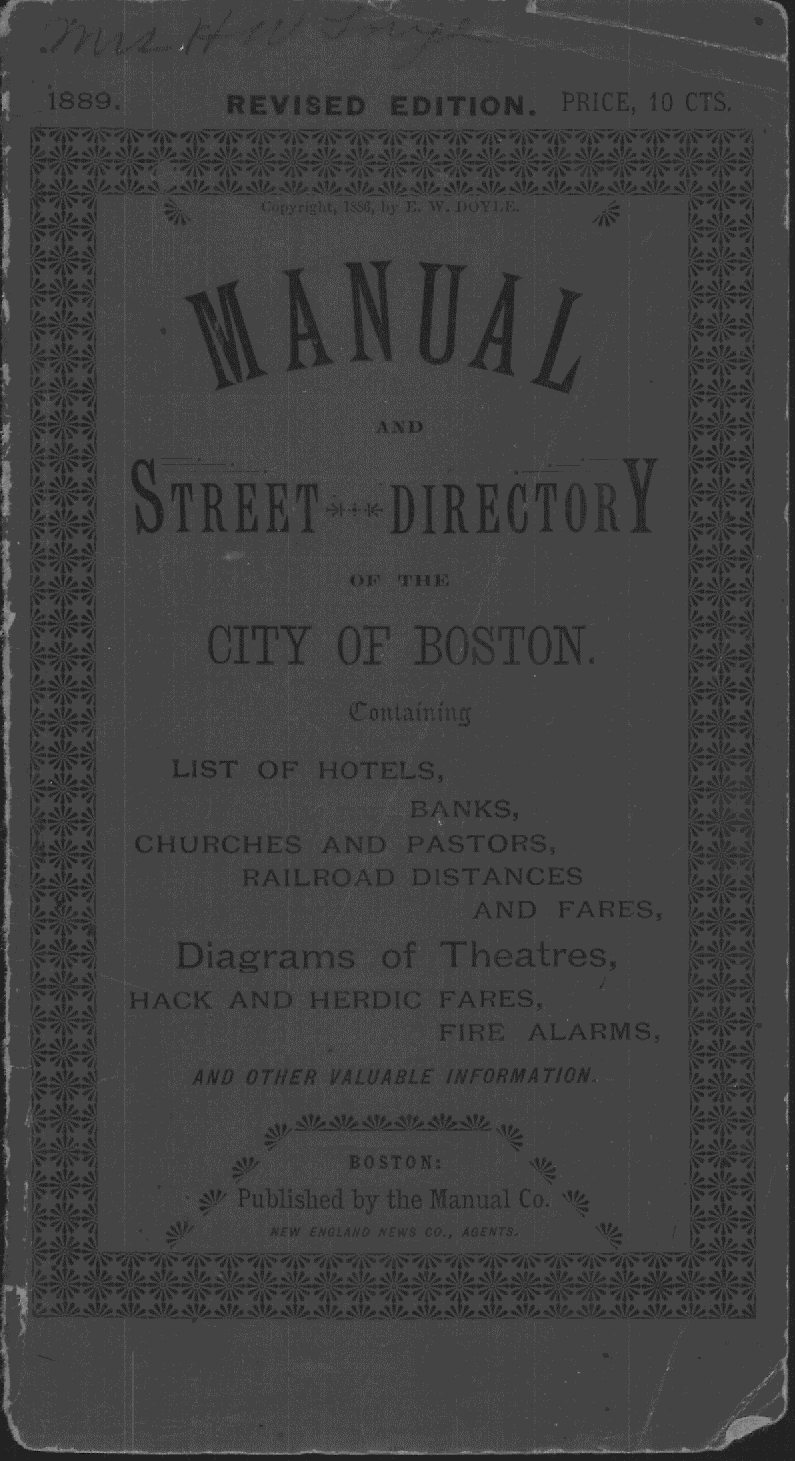 Mrs H W
1889. REVISED EDITION. PRICE, 10 CTS.
Copyright, 1886, by E. W. DOYLE.
MANUAL
AND
STREET DIRECTORY
OF THE
CITY OF BOSTON.
Containing
LIST OF HOTELS,
BANKS,
CHURCHES AND PASTORS,
RAILROAD DISTANCES
AND FARES,
Diagrams of Theatres,
HACK AND HERDIC FARES,
FIRE ALARMS,
AND OTHER VALUABLE INFORMATION.
BOSTON:
Published by the Manual Co.
NEW ENGLAND NEWS CO., AGENTS.